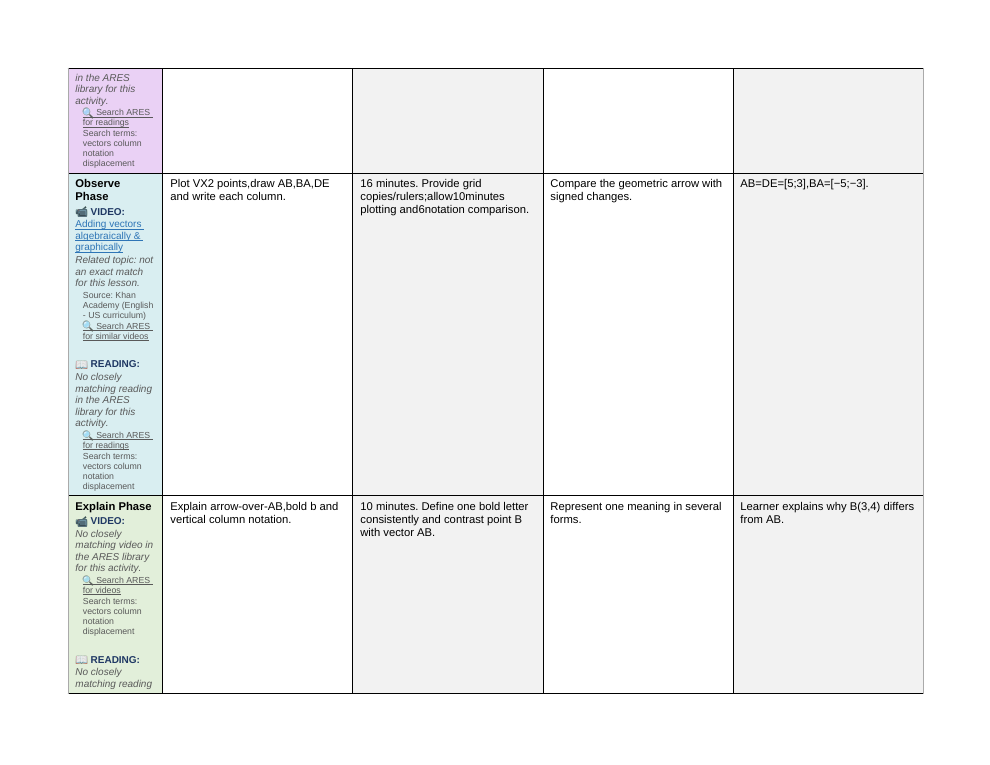 in the ARES
library for this
activity.
🔍 Search ARES
for readings
Search terms:
vectors column
notation
displacement
Observe
Phase
📹 VIDEO:
Adding vectors
algebraically &
graphically
Related topic: not
an exact match
for this lesson.
Source: Khan
Academy (English
- US curriculum)
🔍 Search ARES
for similar videos
📖 READING:
No closely
matching reading
in the ARES
library for this
activity.
🔍 Search ARES
for readings
Search terms:
vectors column
notation
displacement
Plot VX2 points,draw AB,BA,DE
and write each column.
16 minutes. Provide grid
copies/rulers;allow10minutes
plotting and6notation comparison.
Compare the geometric arrow with
signed changes.
AB=DE=[5;3],BA=[−5;−3].
Explain Phase
📹 VIDEO:
No closely
matching video in
the ARES library
for this activity.
🔍 Search ARES
for videos
Search terms:
vectors column
notation
displacement
📖 READING:
No closely
matching reading
Explain arrow-over-AB,bold b and
vertical column notation.
10 minutes. Define one bold letter
consistently and contrast point B
with vector AB.
Represent one meaning in several
forms.
Learner explains why B(3,4) differs
from AB.